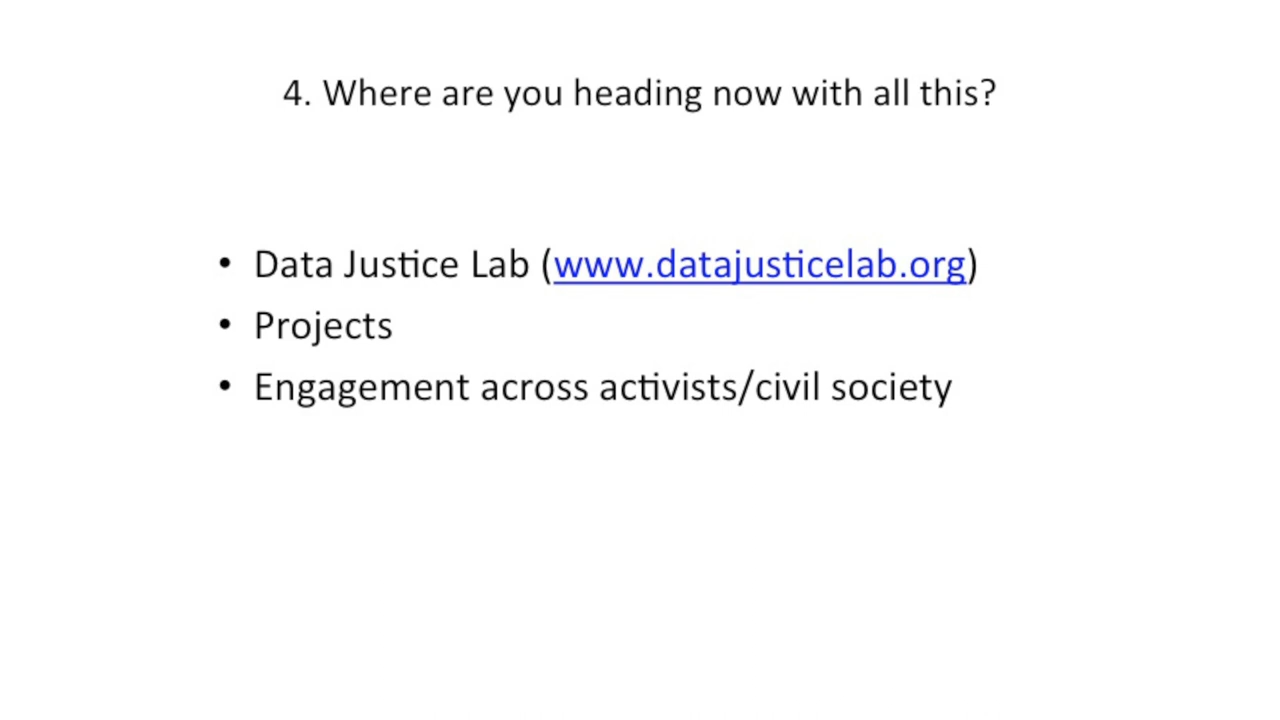 4. Where are you heading now with all this?
• Data Justice Lab (www.datajusticelab.org)
• Projects
• Engagement across activists/civil society